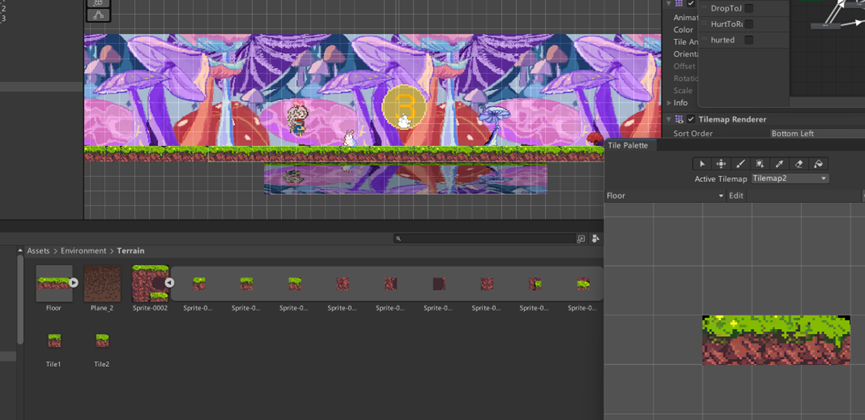 DropToJ
HurtToRu
hurted
Animat
Color
Tile An
Orienta
Offset
Rotatio
Scale
Info
Tilemap Renderer
Sort Order Bottom Left
Tile Palette
Active Tilemap Tilemap2
Floor Edit
Assets > Environment > Terrain
Floor Plane_2 Sprite-0002 Sprite-0... Sprite-0... Sprite-0... Sprite-0... Sprite-0... Sprite-0... Sprite-0... Sprite-0... Sprite-0...
Tile1 Tile2